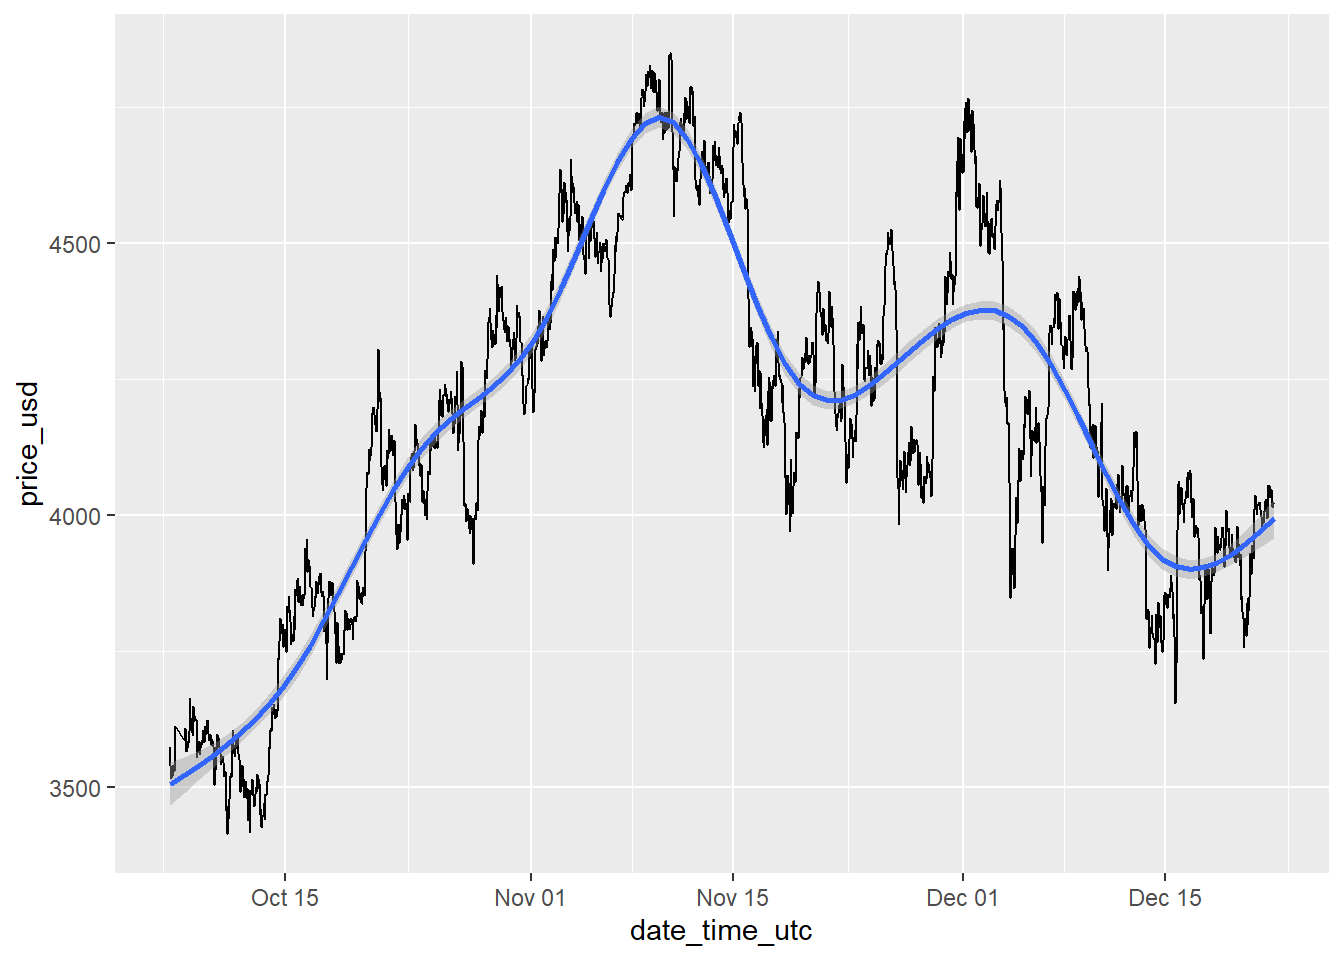 price_usd
4500
4000
3500
Oct 15
Nov 01
Nov 15
Dec 01
Dec 15
date_time_utc